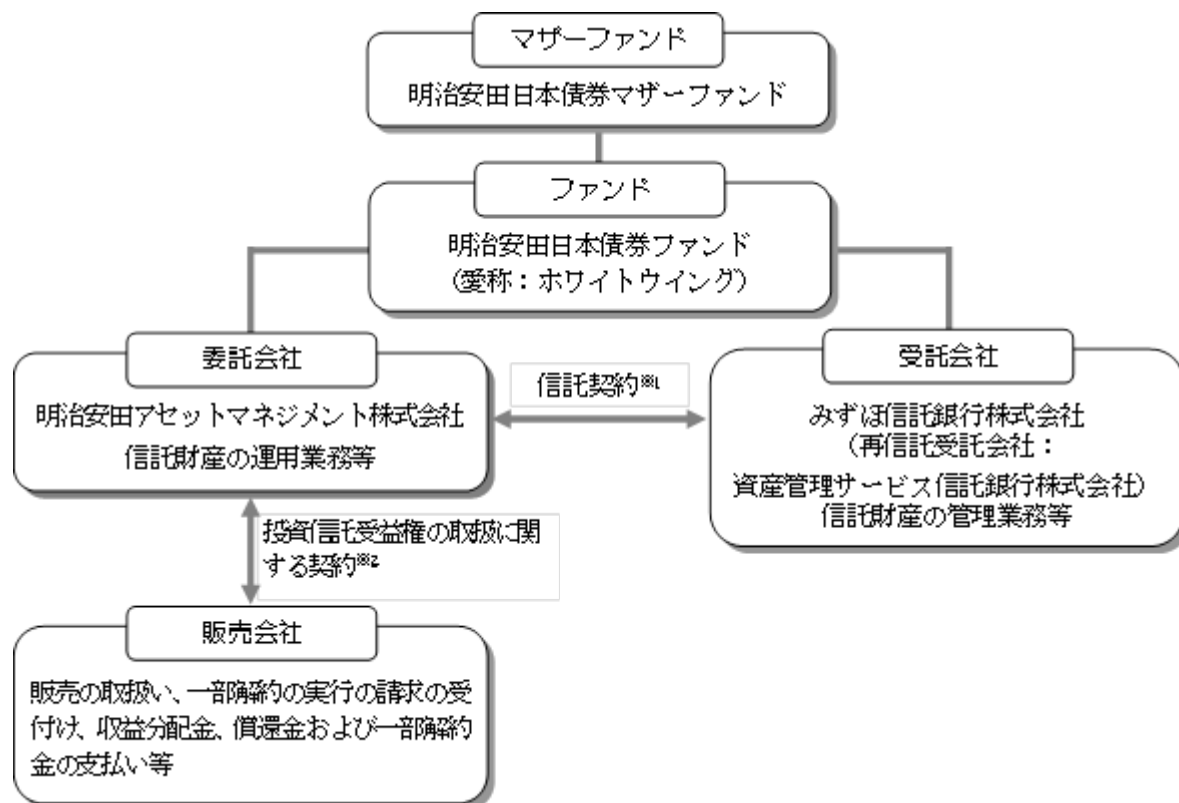 マザーファンド
明治安田日本債券マザーファンド
ファンド
明治安田日本債券ファンド
(愛称：ホワイトウイング)
委託会社
明治安田アセットマネジメント株式会社
信託財産の運用業務等
信託契約※1
受託会社
みずほ信託銀行株式会社
(再信託受託会社：
資産管理サービス信託銀行株式会社)
信託財産の管理業務等
投資信託受益権の取扱に関
する契約※2
販売会社
販売の取扱い、一部解約の実行の請求の受
付け、収益分配金、償還金および一部解約
金の支払い等